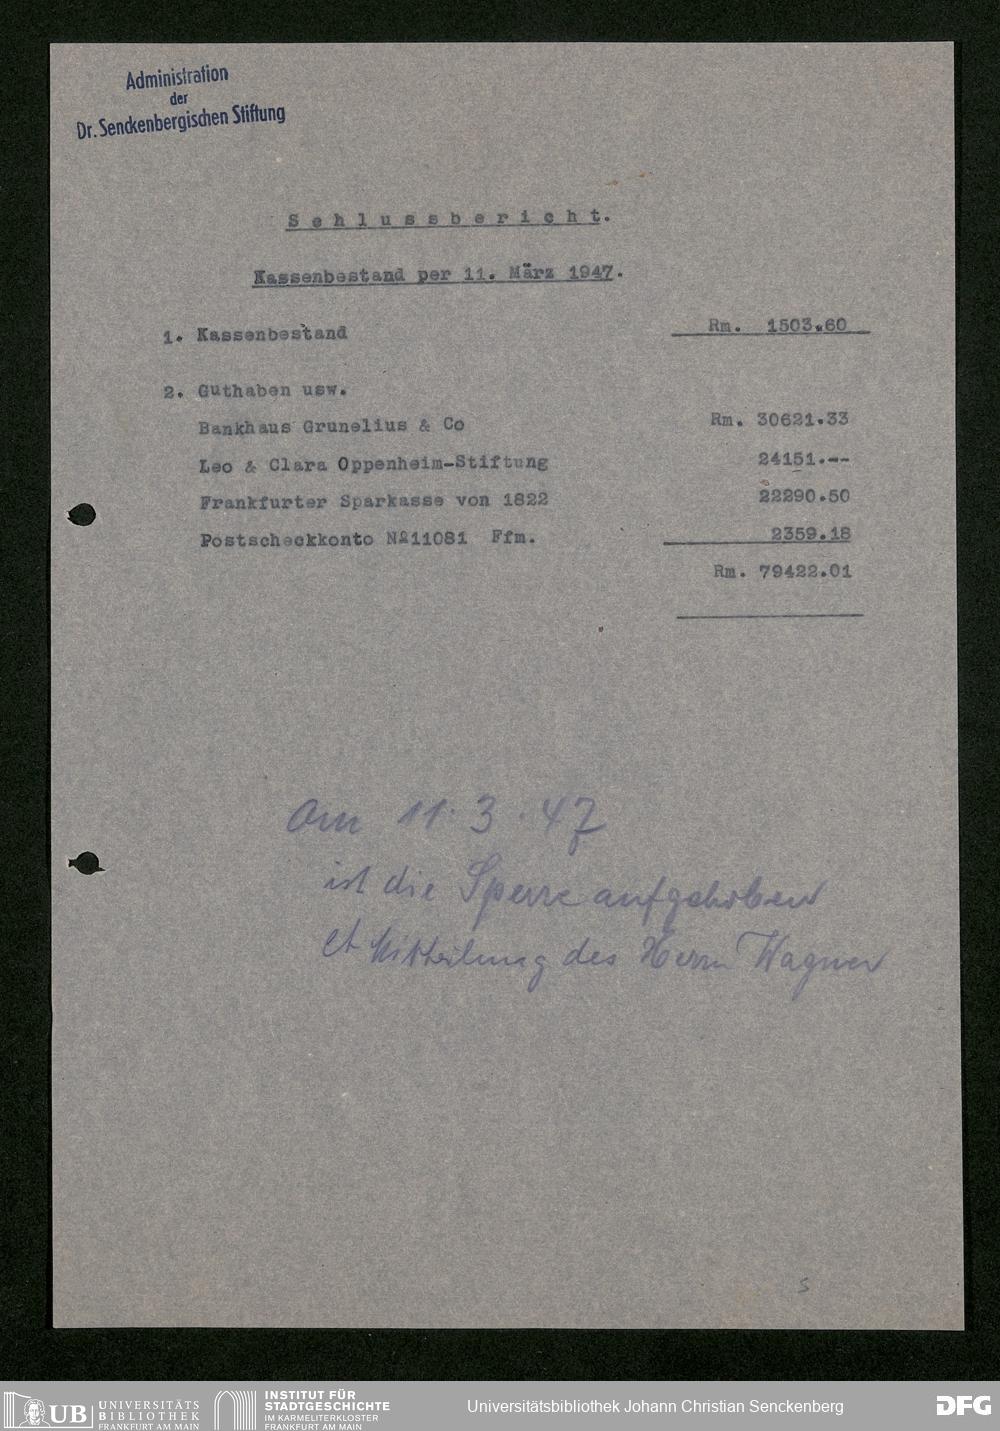 Administration
der
Dr. Senckenbergischen Stiftung
Schlussbericht.
Kassenbestand per 11. März 1947.
1. Kassenbestand Rm. 1503.60
2. Guthaben usw.
Bankhaus Grunelius & Co Rm. 30621.33
Leo & Clara Oppenheim-Stiftung 24151.--
Frankfurter Sparkasse von 1822 22290.50
Postscheckkonto No11081 Ffm. 2359.18
Rm. 79422.01
Am 11.3.47
ist die Sperre aufgehoben
lt Mittheilung des Herrn Wagner
5
UB UNIVERSITÄTS
BIBLIOTHEK
FRANKFURT AM MAIN
INSTITUT FÜR
STADTGESCHICHTE
IM KARMELITERKLOSTER
FRANKFURT AM MAIN
Universitätsbibliothek Johann Christian Senckenberg
DFG